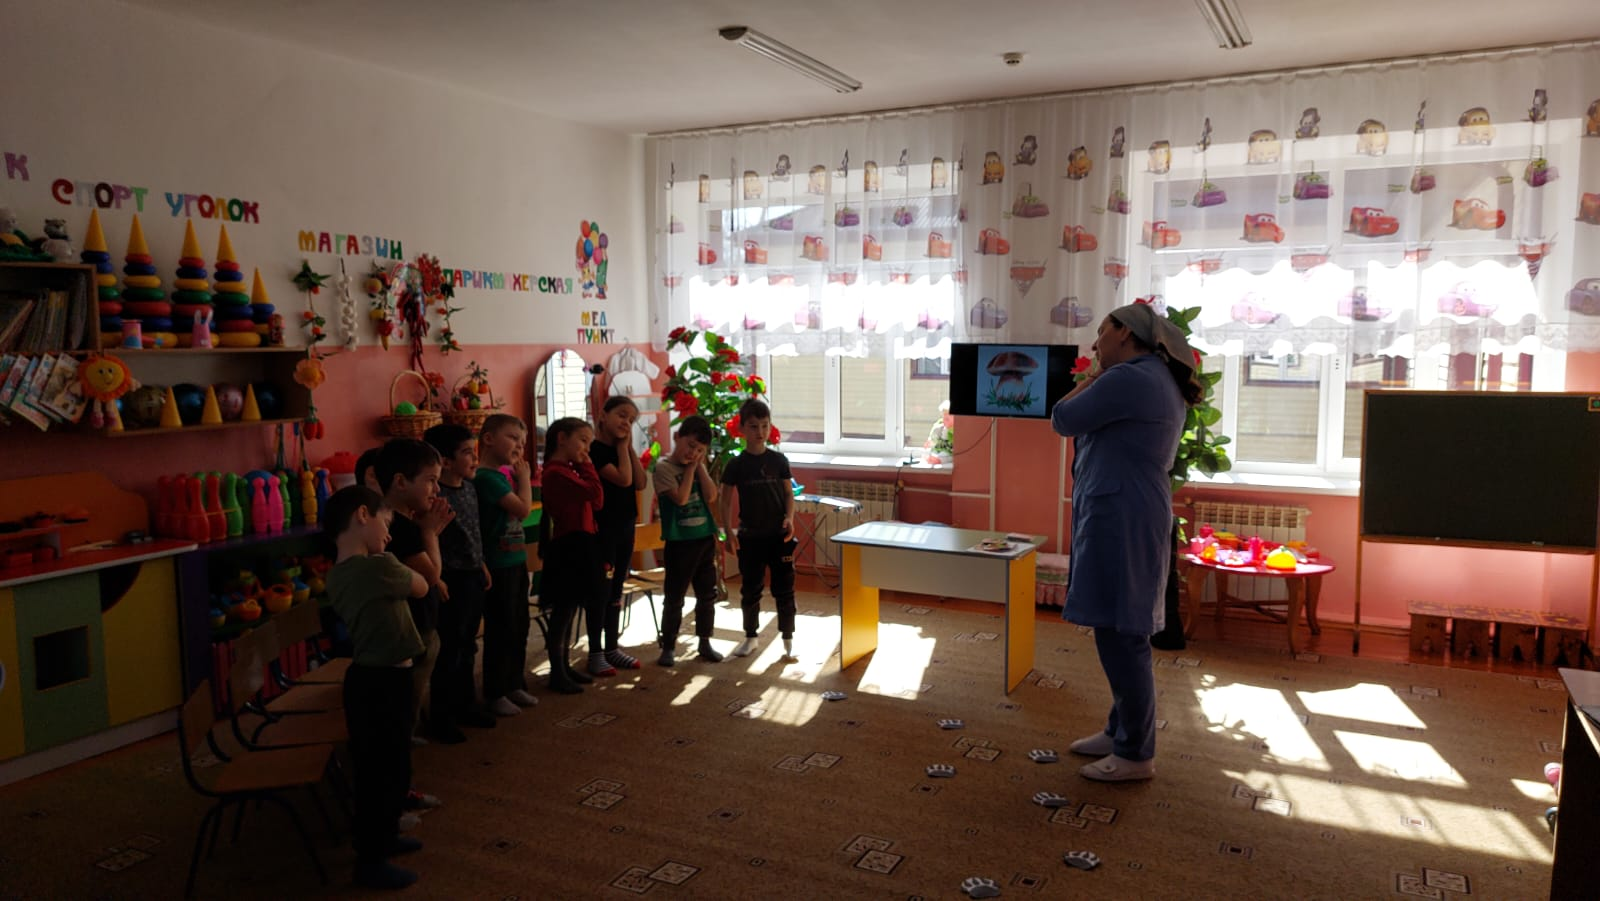 К СПОРТ УГОЛОК
МАГАЗИН
ПАРИКМАХЕРСКАЯ
МЕД
ПУНКТ